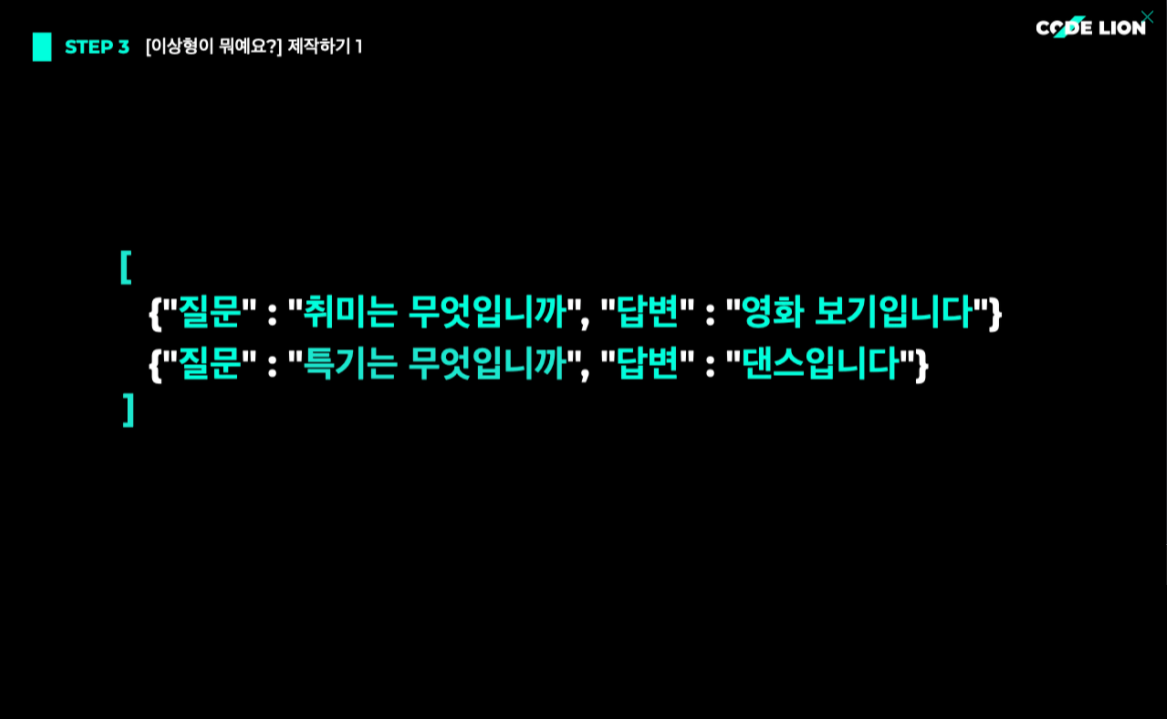 STEP 3 [이상형이 뭐예요?] 제작하기 1
CODE LION
[
{"질문" : "취미는 무엇입니까", "답변" : "영화 보기입니다"}
{"질문" : "특기는 무엇입니까", "답변" : "댄스입니다"}
]